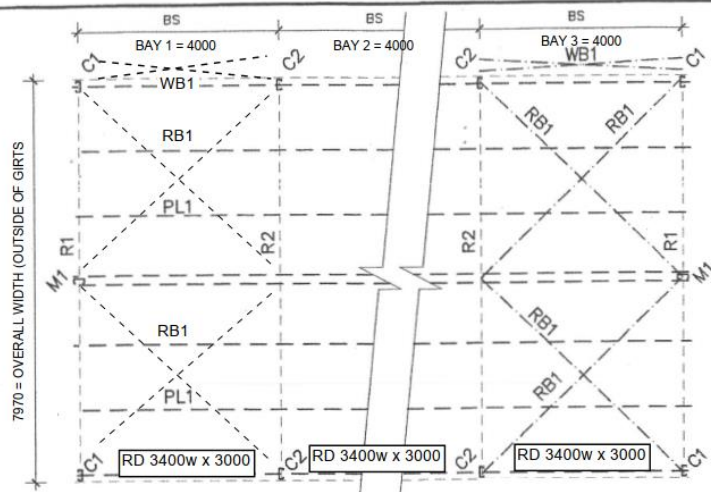 BS BS BS
BAY 1 = 4000 BAY 2 = 4000 BAY 3 = 4000
C1 C2 C2 C1
WB1 WB1
RB1 RB1 RB1
PL1
R1 R2 R2 R1
7970 = OVERALL WIDTH (OUTSIDE OF GIRTS
M1 M1
RB1 RB1
PL1 RB1
RD 3400w x 3000 RD 3400w x 3000 RD 3400w x 3000
C1 C2 C2 C1